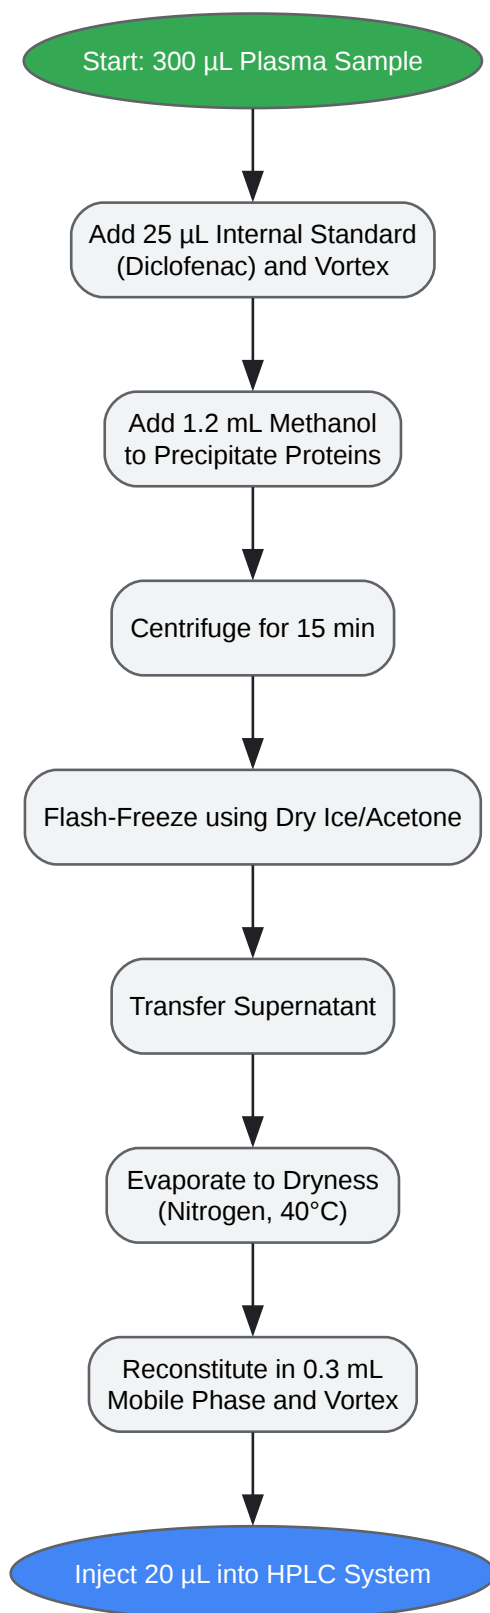 Start: 300 µL Plasma Sample
Add 25 µL Internal Standard
(Diclofenac) and Vortex
Add 1.2 mL Methanol
to Precipitate Proteins
Centrifuge for 15 min
Flash-Freeze using Dry Ice/Acetone
Transfer Supernatant
Evaporate to Dryness
(Nitrogen, 40°C)
Reconstitute in 0.3 mL
Mobile Phase and Vortex
Inject 20 µL into HPLC System